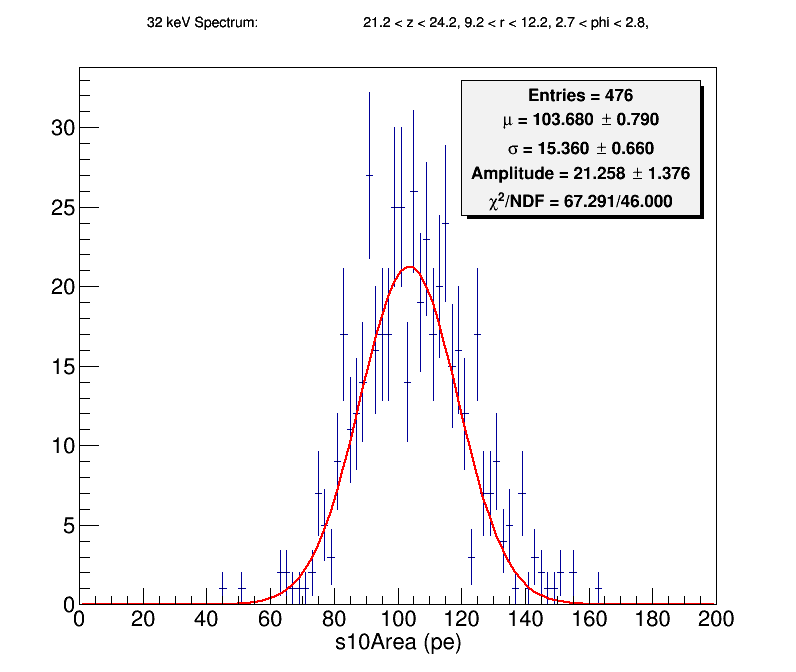 32 keV Spectrum: 21.2 < z < 24.2, 9.2 < r < 12.2, 2.7 < phi < 2.8,
Entries = 476
μ = 103.680 ± 0.790
σ = 15.360 ± 0.660
Amplitude = 21.258 ± 1.376
χ²/NDF = 67.291/46.000
30
25
20
15
10
5
0
0 20 40 60 80 100 120 140 160 180 200
s10Area (pe)